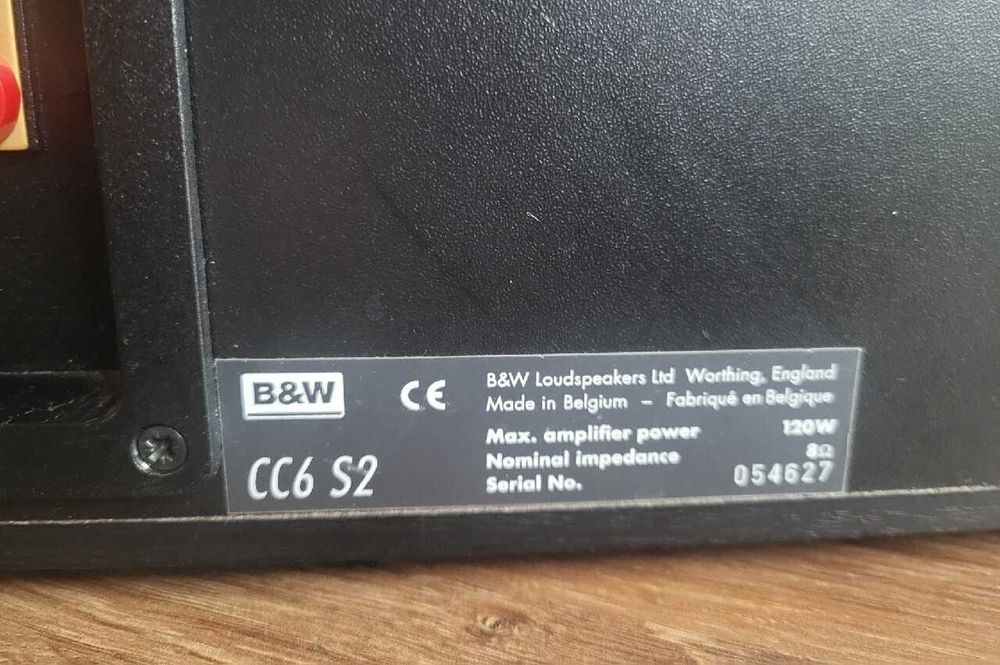 B&W
CE
CC6 S2
B&W Loudspeakers Ltd Worthing, England
Made in Belgium – Fabriqué en Belgique
Max. amplifier power 120W
Nominal impedance 8Ω
Serial No. 054627